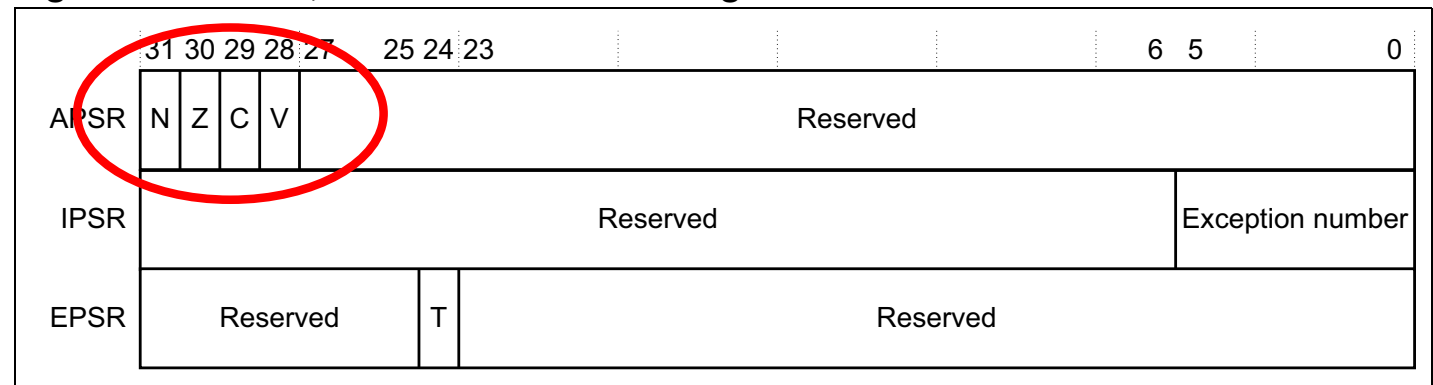 31 30 29 28 27 25 24 23 6 5 0
APSR N Z C V Reserved
IPSR Reserved Exception number
EPSR Reserved T Reserved